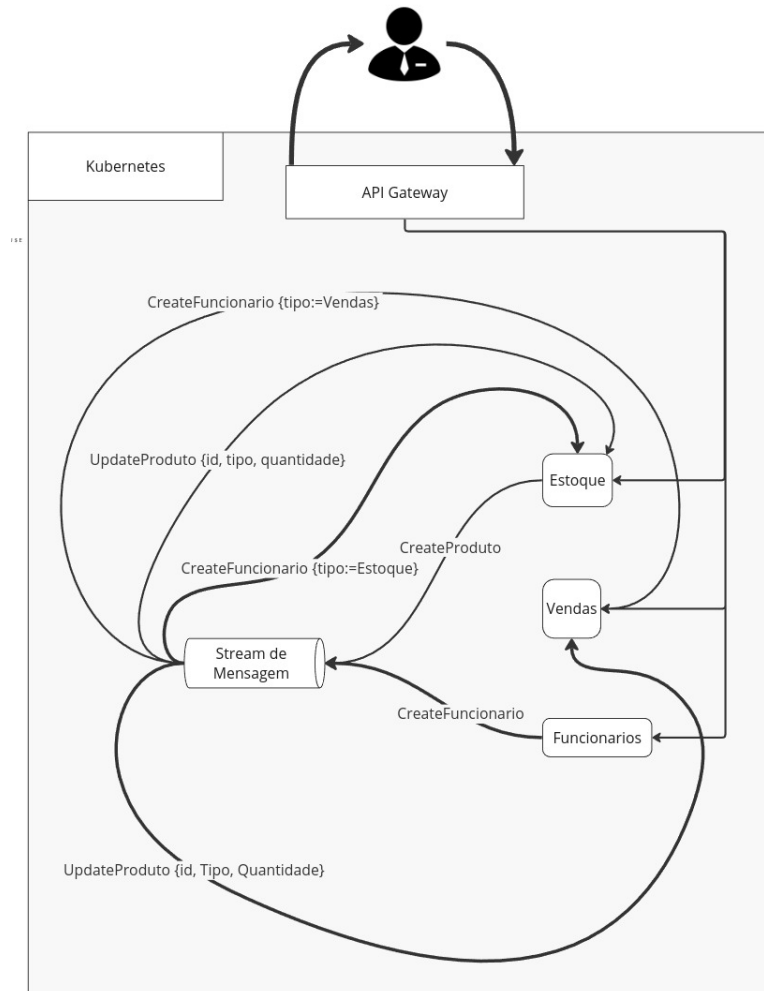 Kubernetes
API Gateway
CreateFuncionario {tipo:=Vendas}
UpdateProduto {id, tipo, quantidade}
Estoque
CreateProduto
CreateFuncionario {tipo:=Estoque}
Vendas
Stream de
Mensagem
CreateFuncionario
Funcionarios
UpdateProduto {id, Tipo, Quantidade}